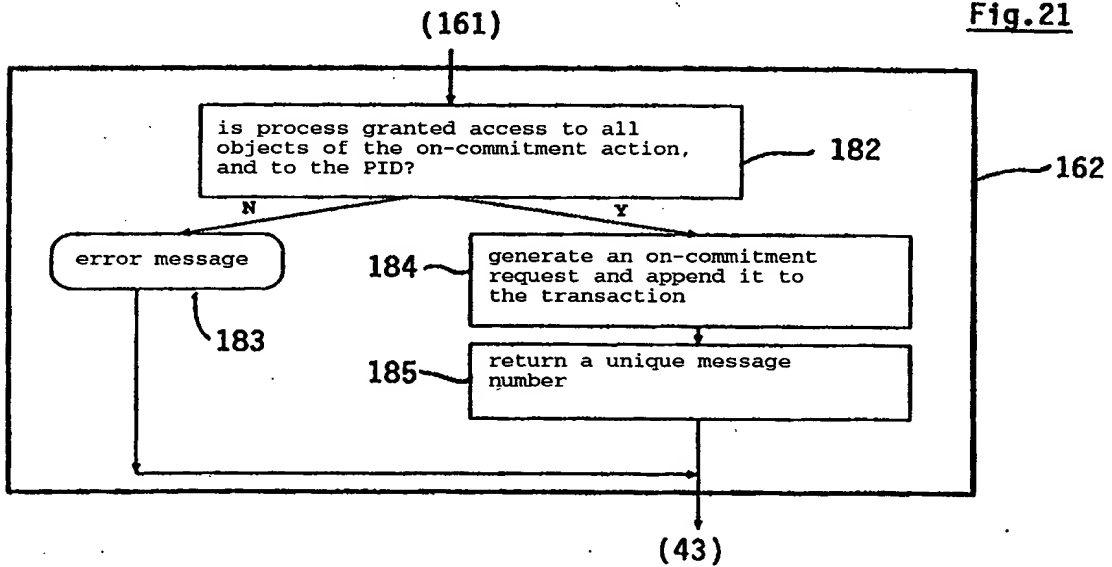 Fig.21
(161)
is process granted access to all
objects of the on-commitment action,
and to the PID?
182
162
N
Y
error message
183
184
generate an on-commitment
request and append it to
the transaction
185
return a unique message
number
(43)